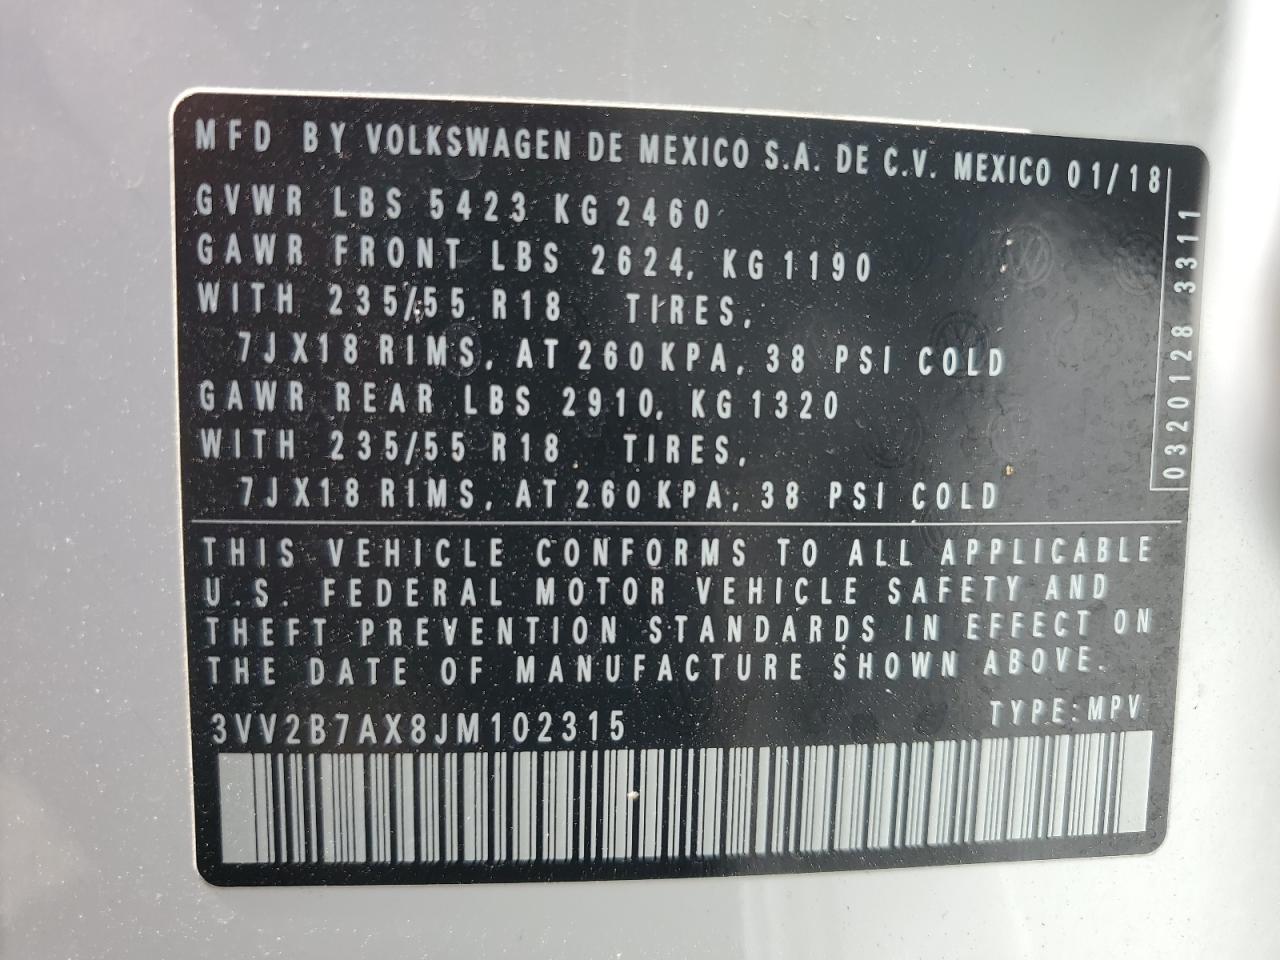 MFD BY VOLKSWAGEN DE MEXICO S.A. DE C.V. MEXICO 01/18
GVWR LBS 5423 KG 2460
GAWR FRONT LBS 2624, KG 1190
WITH 235/55 R18 TIRES,
7JX18 RIMS, AT 260 KPA, 38 PSI COLD
GAWR REAR LBS 2910, KG 1320
WITH 235/55 R18 TIRES,
7JX18 RIMS, AT 260 KPA, 38 PSI COLD
0320128 3311
THIS VEHICLE CONFORMS TO ALL APPLICABLE
U.S. FEDERAL MOTOR VEHICLE SAFETY AND
THEFT PREVENTION STANDARDS IN EFFECT ON
THE DATE OF MANUFACTURE SHOWN ABOVE.
3VV2B7AX8JM102315
TYPE: MPV